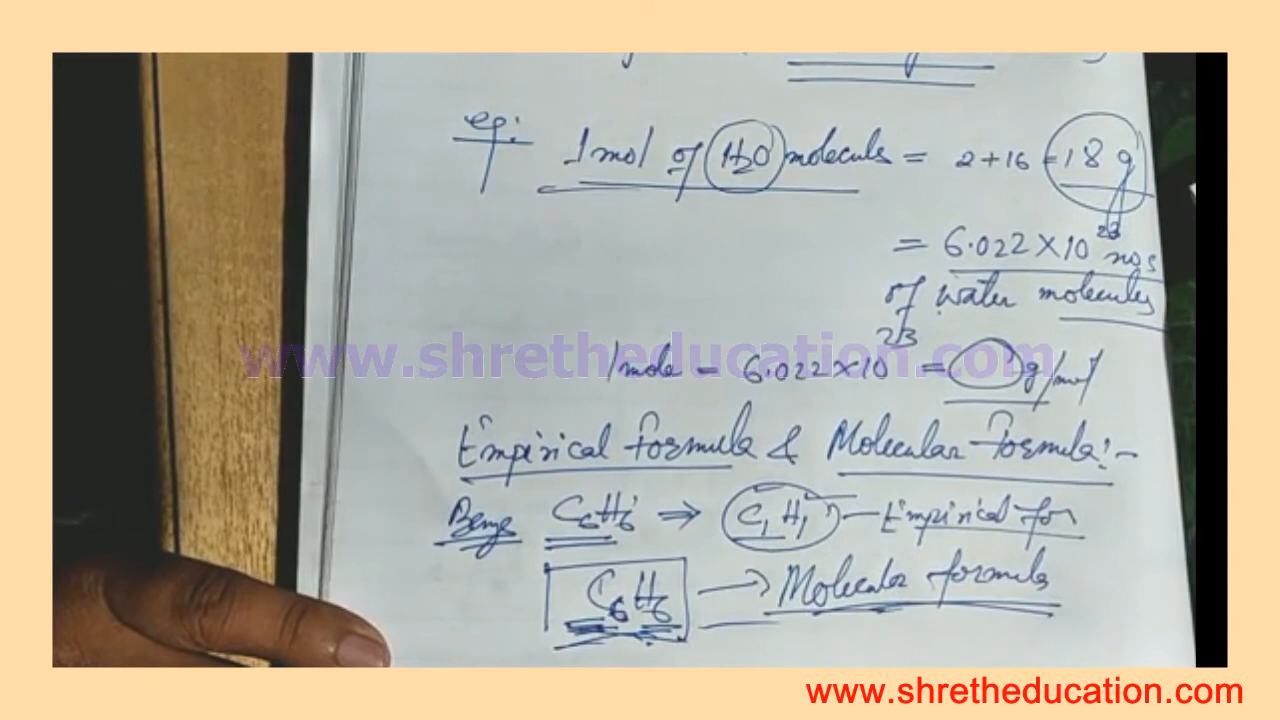 eg:
1 mol of H2O moleculs = 2 + 16 = 18 g
= 6.022 × 10^23 nos
of water molecules
1 mole = 6.022 × 10^23 = g/mol
Empirical formula & Molecular Formula:-
C6H6 ⇒ C1H1 — Empirical for
C6H6 → Molecular formula
www.shretheducation.com
www.shretheducation.com